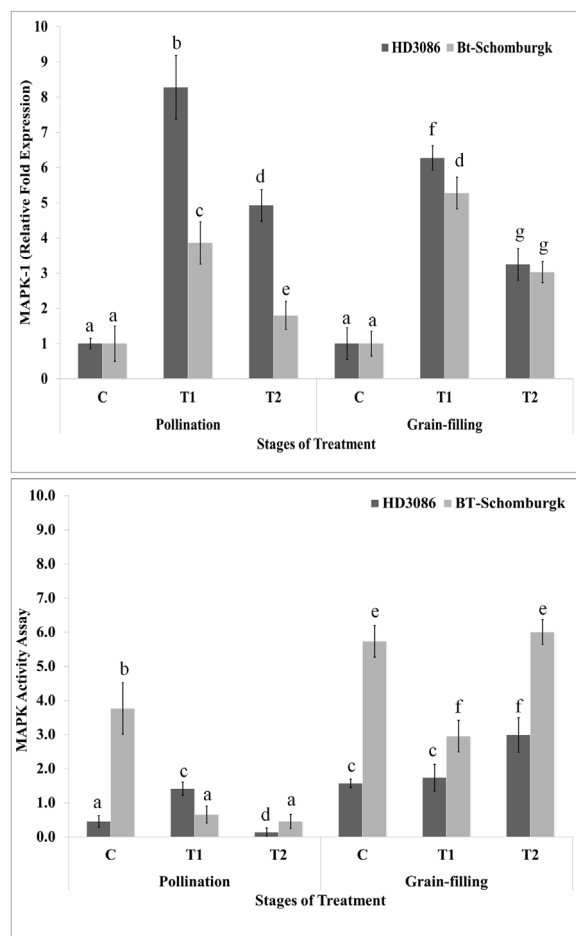 HD3086 Bt-Schomburgk
MAPK-1 (Relative Fold Expression)
10
9
8
7
6
5
4
3
2
1
0
a a b c d e a a f d g g
C T1 T2 C T1 T2
Pollination Grain-filling
Stages of Treatment
HD3086 BT-Schomburgk
MAPK Activity Assay
10.0
9.0
8.0
7.0
6.0
5.0
4.0
3.0
2.0
1.0
0.0
a b c a d a c e c f f e
C T1 T2 C T1 T2
Pollination Grain-filling
Stages of Treatment